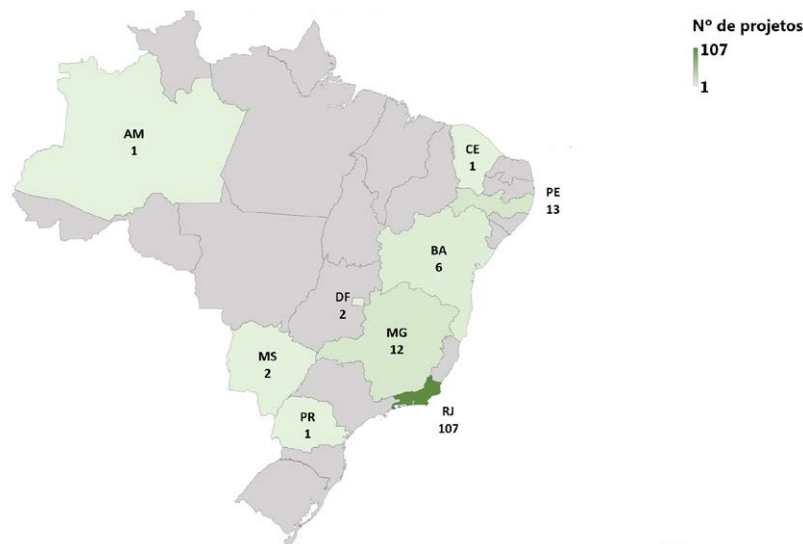 Nº de projetos
107
1
AM
1
CE
1
PE
13
BA
6
DF
2
MG
12
MS
2
RJ
107
PR
1